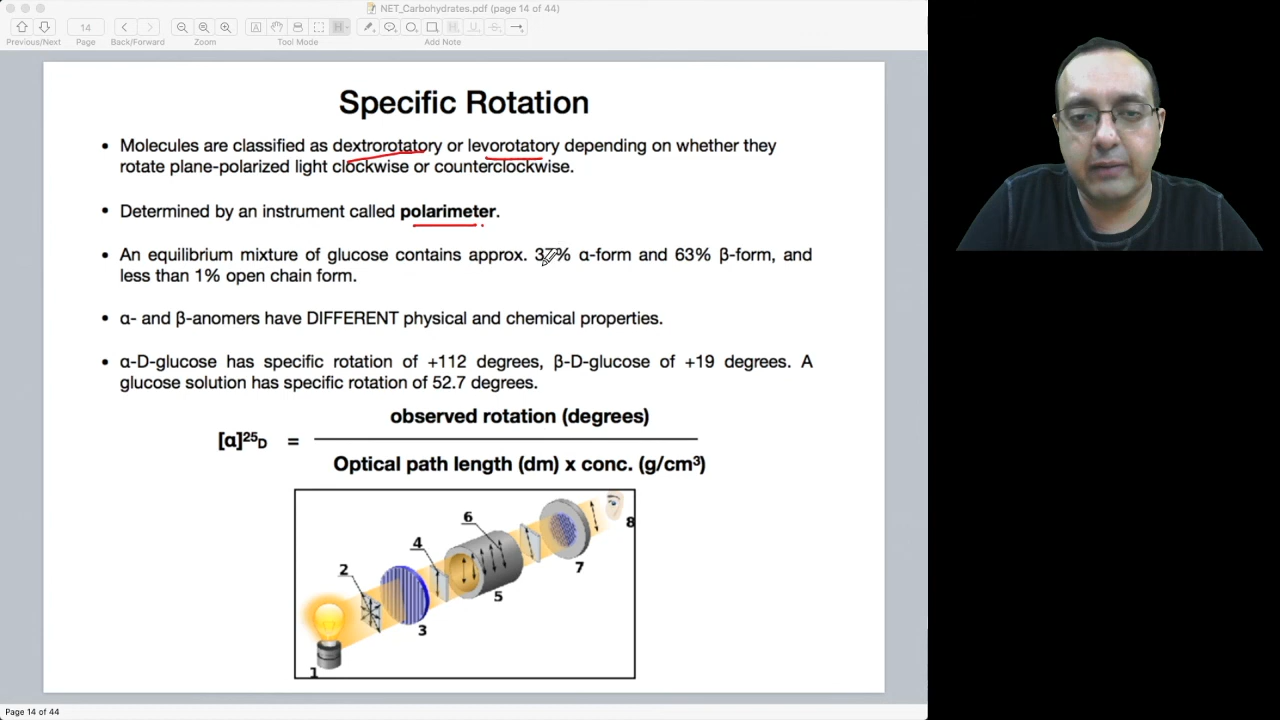 NET_Carbohydrates.pdf (page 14 of 44)
14
Previous/Next Page Back/Forward Zoom Tool Mode Add Note
Specific Rotation
• Molecules are classified as dextrorotatory or levorotatory depending on whether they
rotate plane-polarized light clockwise or counterclockwise.
• Determined by an instrument called polarimeter.
• An equilibrium mixture of glucose contains approx. 37% α-form and 63% β-form, and
less than 1% open chain form.
• α- and β-anomers have DIFFERENT physical and chemical properties.
• α-D-glucose has specific rotation of +112 degrees, β-D-glucose of +19 degrees. A
glucose solution has specific rotation of 52.7 degrees.
observed rotation (degrees)
[α]²⁵D =
Optical path length (dm) x conc. (g/cm³)
6
8
4
2
7
5
3
1
Page 14 of 44